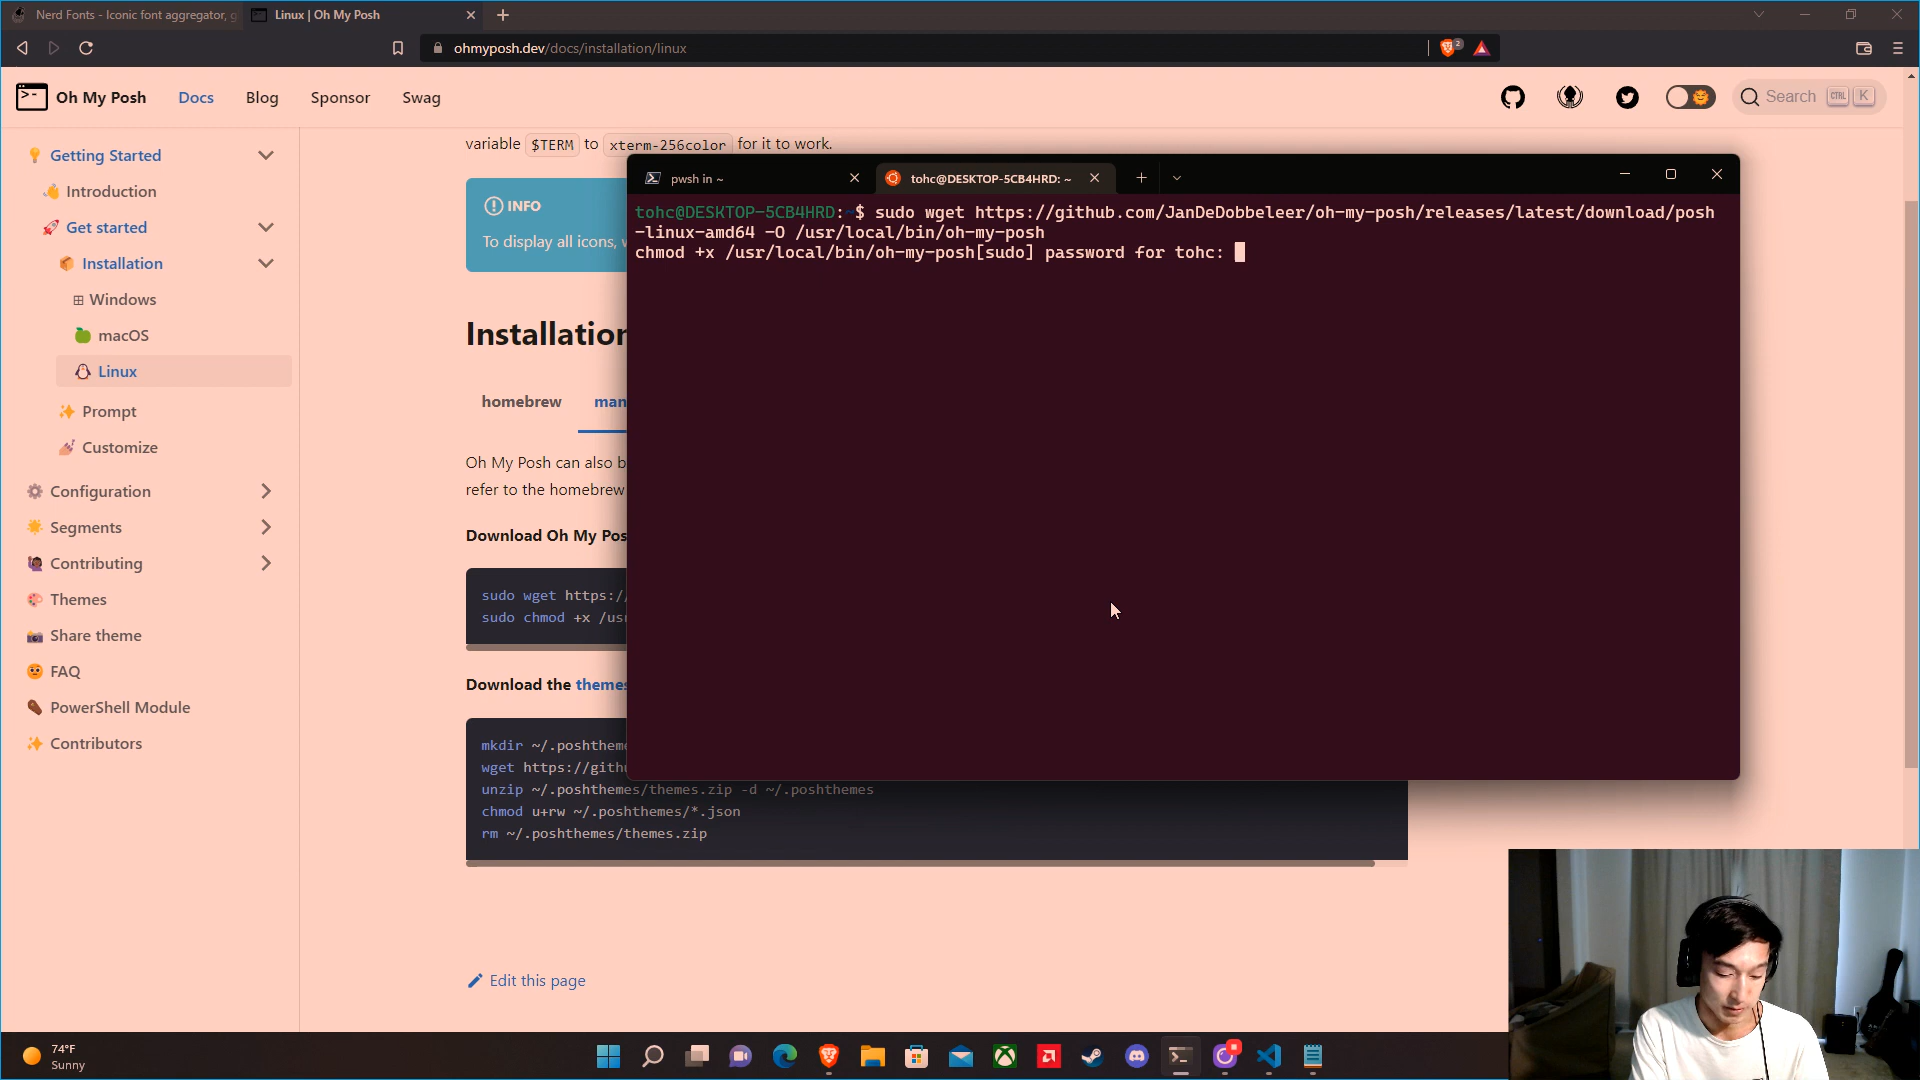 Nerd Fonts - Iconic font aggregator, g
Linux | Oh My Posh
ohmyposh.dev/docs/installation/linux
2
Oh My Posh
Docs
Blog
Sponsor
Swag
Search
CTRL
K
Getting Started
Introduction
Get started
Installation
Windows
macOS
Linux
Prompt
Customize
Configuration
Segments
Contributing
Themes
Share theme
FAQ
PowerShell Module
Contributors
variable $TERM to xterm-256color for it to work.
INFO
To display all icons, w
Installation
homebrew
man
Oh My Posh can also b
refer to the homebrew
Download Oh My Pos
sudo wget https:/
sudo chmod +x /us
Download the themes
mkdir ~/.poshthem
wget https://gith
unzip ~/.poshthemes/themes.zip -d ~/.poshthemes
chmod u+rw ~/.poshthemes/*.json
rm ~/.poshthemes/themes.zip
Edit this page
pwsh in ~
tohc@DESKTOP-5CB4HRD: ~
tohc@DESKTOP-5CB4HRD:~$ sudo wget https://github.com/JanDeDobbeleer/oh-my-posh/releases/latest/download/posh
-linux-amd64 -O /usr/local/bin/oh-my-posh
chmod +x /usr/local/bin/oh-my-posh[sudo] password for tohc:
74°F
Sunny